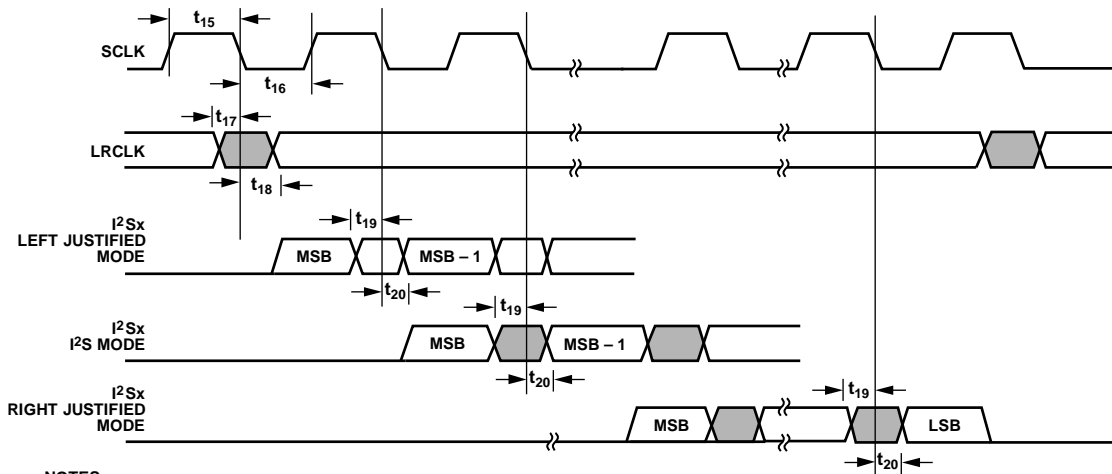 t15
SCLK
t16
t17
LRCLK
t18
I2Sx
LEFT JUSTIFIED
MODE
t19
MSB
MSB – 1
t20
I2Sx
I2S MODE
t19
MSB
MSB – 1
t20
I2Sx
RIGHT JUSTIFIED
MODE
t19
MSB
LSB
t20
NOTES